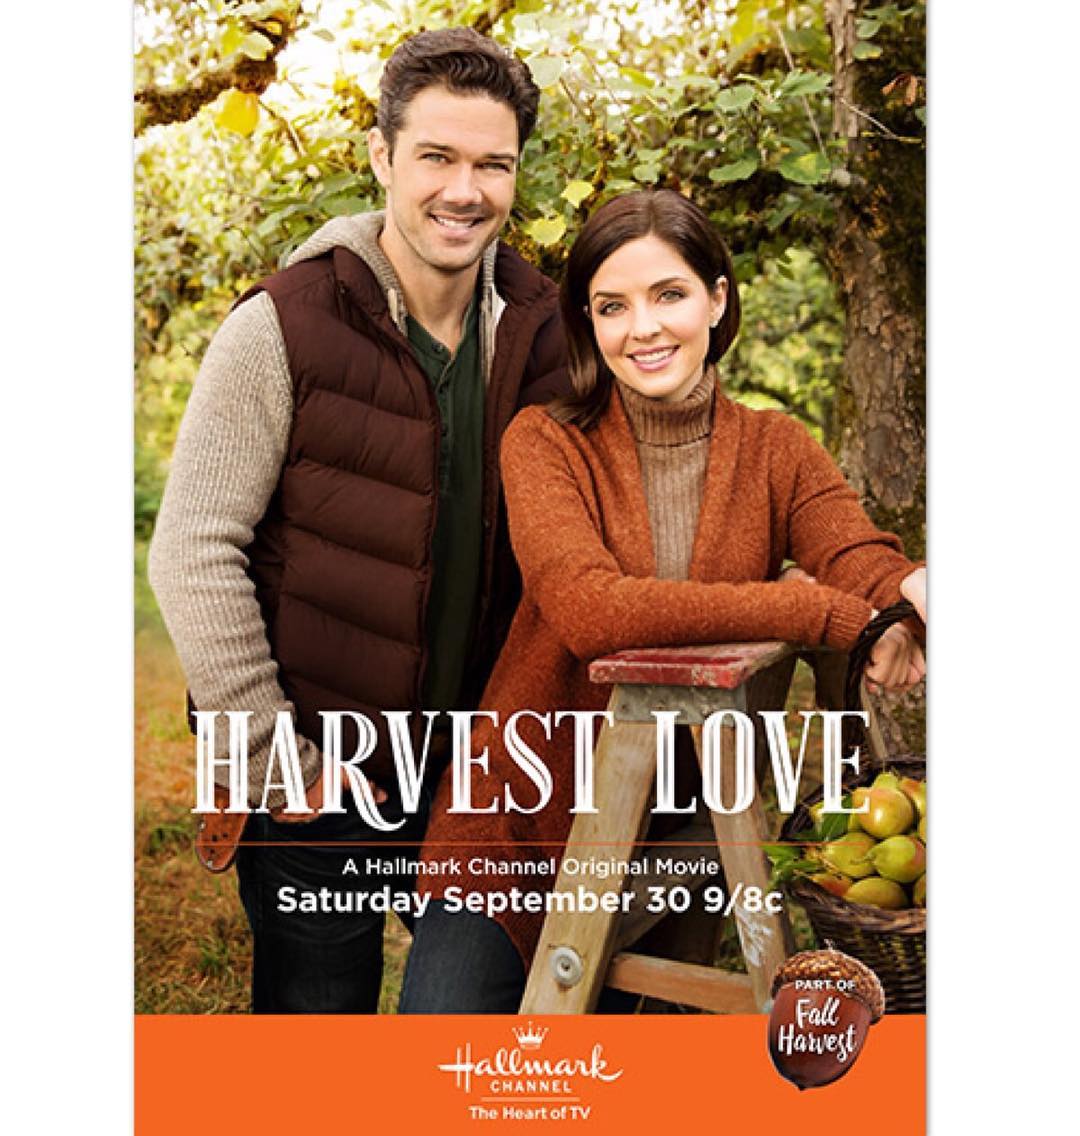 HARVEST LOVE
A Hallmark Channel Original Movie
Saturday September 30 9/8c
PART OF
Fall
Harvest
Hallmark
CHANNEL
The Heart of TV